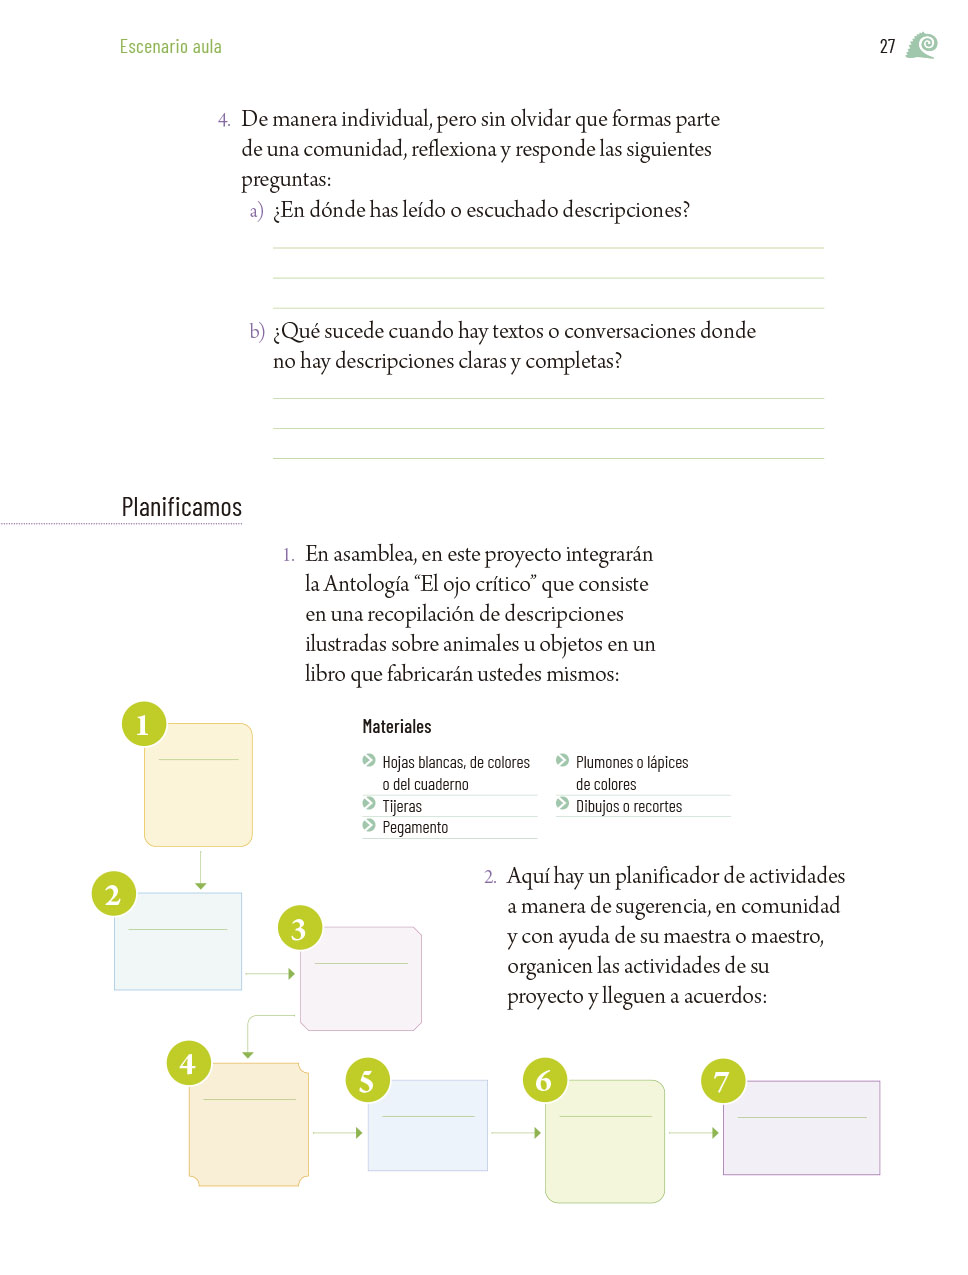 Escenario aula
27
4. De manera individual, pero sin olvidar que formas parte
de una comunidad, reflexiona y responde las siguientes
preguntas:
a) ¿En dónde has leído o escuchado descripciones?
b) ¿Qué sucede cuando hay textos o conversaciones donde
no hay descripciones claras y completas?
Planificamos
1. En asamblea, en este proyecto integrarán
la Antología “El ojo crítico” que consiste
en una recopilación de descripciones
ilustradas sobre animales u objetos en un
libro que fabricarán ustedes mismos:
Materiales
Hojas blancas, de colores
o del cuaderno
Tijeras
Pegamento
Plumones o lápices
de colores
Dibujos o recortes
2. Aquí hay un planificador de actividades
a manera de sugerencia, en comunidad
y con ayuda de su maestra o maestro,
organicen las actividades de su
proyecto y lleguen a acuerdos:
1
2
3
4
5
6
7